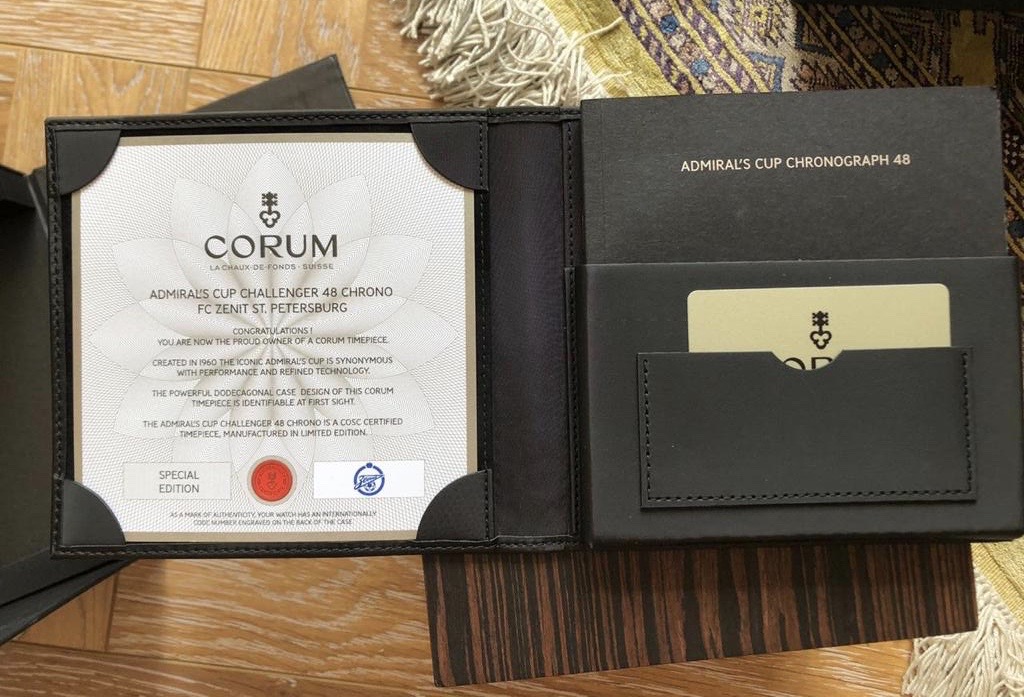 CORUM
LA CHAUX-DE-FONDS · SUISSE
ADMIRAL'S CUP CHALLENGER 48 CHRONO
FC ZENIT ST. PETERSBURG
CONGRATULATIONS !
YOU ARE NOW THE PROUD OWNER OF A CORUM TIMEPIECE.
CREATED IN 1960 THE ICONIC ADMIRAL'S CUP IS SYNONYMOUS
WITH PERFORMANCE AND REFINED TECHNOLOGY.
THE POWERFUL DODECAGONAL CASE DESIGN OF THIS CORUM
TIMEPIECE IS IDENTIFIABLE AT FIRST SIGHT.
THE ADMIRAL'S CUP CHALLENGER 48 CHRONO IS A COSC CERTIFIED
TIMEPIECE, MANUFACTURED IN LIMITED EDITION.
SPECIAL
EDITION
AS A MARK OF AUTHENTICITY, YOUR WATCH HAS AN INTERNATIONALLY
CODE NUMBER ENGRAVED ON THE BACK OF THE CASE
ADMIRAL'S CUP CHRONOGRAPH 48